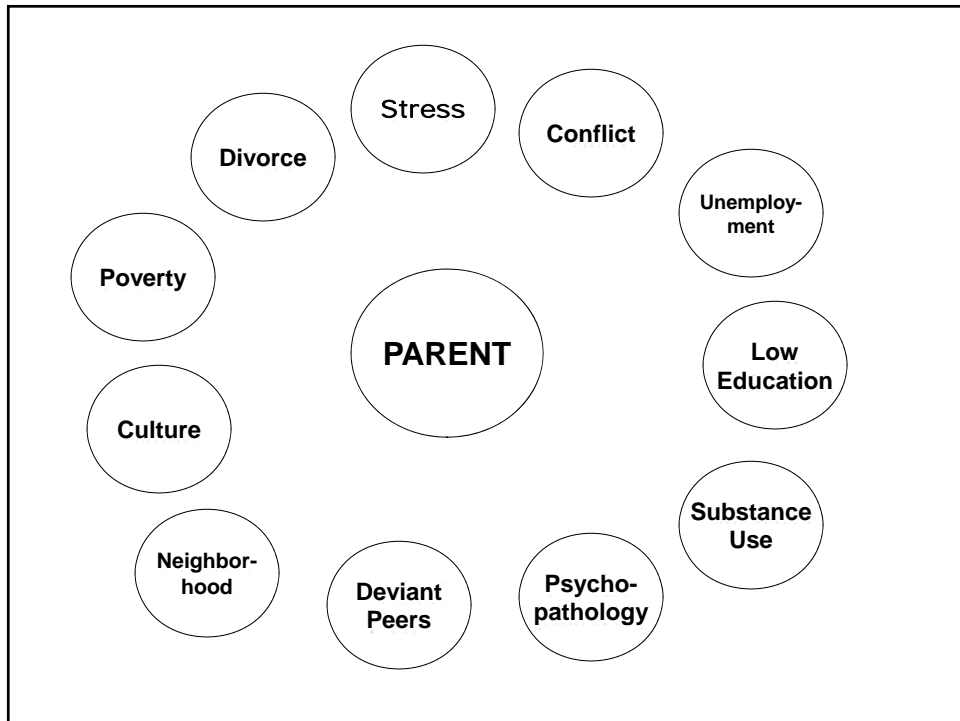 Stress
Conflict
Divorce
Unemploy-
ment
Poverty
PARENT
Low
Education
Culture
Substance
Use
Neighbor-
hood
Deviant
Peers
Psycho-
pathology